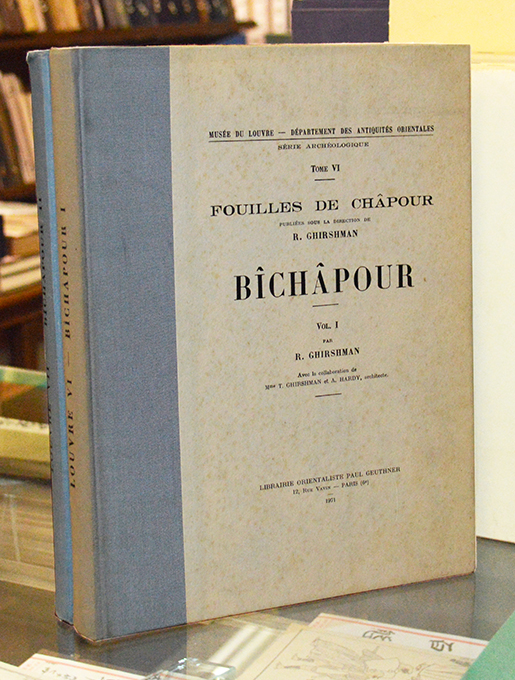 MUSÉE DU LOUVRE — DÉPARTEMENT DES ANTIQUITÉS ORIENTALES
SÉRIE ARCHÉOLOGIQUE
TOME VI
FOUILLES DE CHÂPOUR
PUBLIÉES SOUS LA DIRECTION DE
R. GHIRSHMAN
BÎCHÂPOUR
VOL. I
PAR
R. GHIRSHMAN
Avec la collaboration de
Mme T. GHIRSHMAN et A. HARDY, architecte.
LIBRAIRIE ORIENTALISTE PAUL GEUTHNER
12, RUE VAVIN — PARIS (6e)
1971
LOUVRE VI — BÎCHÂPOUR I